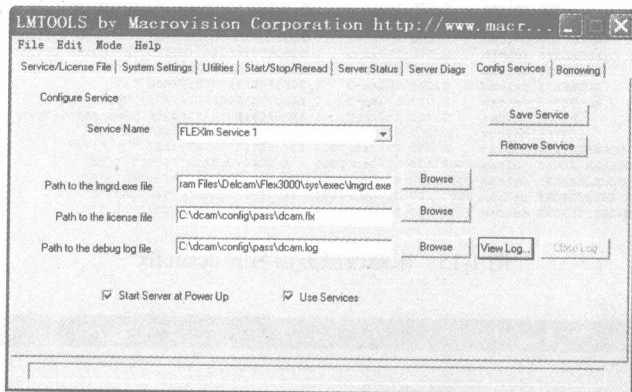 LMTOOLS by Macrovision Corporation http://www.macr...
File Edit Mode Help
Service/License File System Settings Utilities Start/Stop/Reread Server Status Server Diags Config Services Borrowing
Configure Service
Save Service
Service Name FLEXlm Service 1
Remove Service
Path to the lmgrd.exe file ram Files\Delcam\Flex3000\sys\exec\lmgrd.exe Browse
Path to the license file C:\dcam\config\pass\dcam.flx Browse
Path to the debug log file C:\dcam\config\pass\dcam.log Browse View Log... Close Log
Start Server at Power Up Use Services